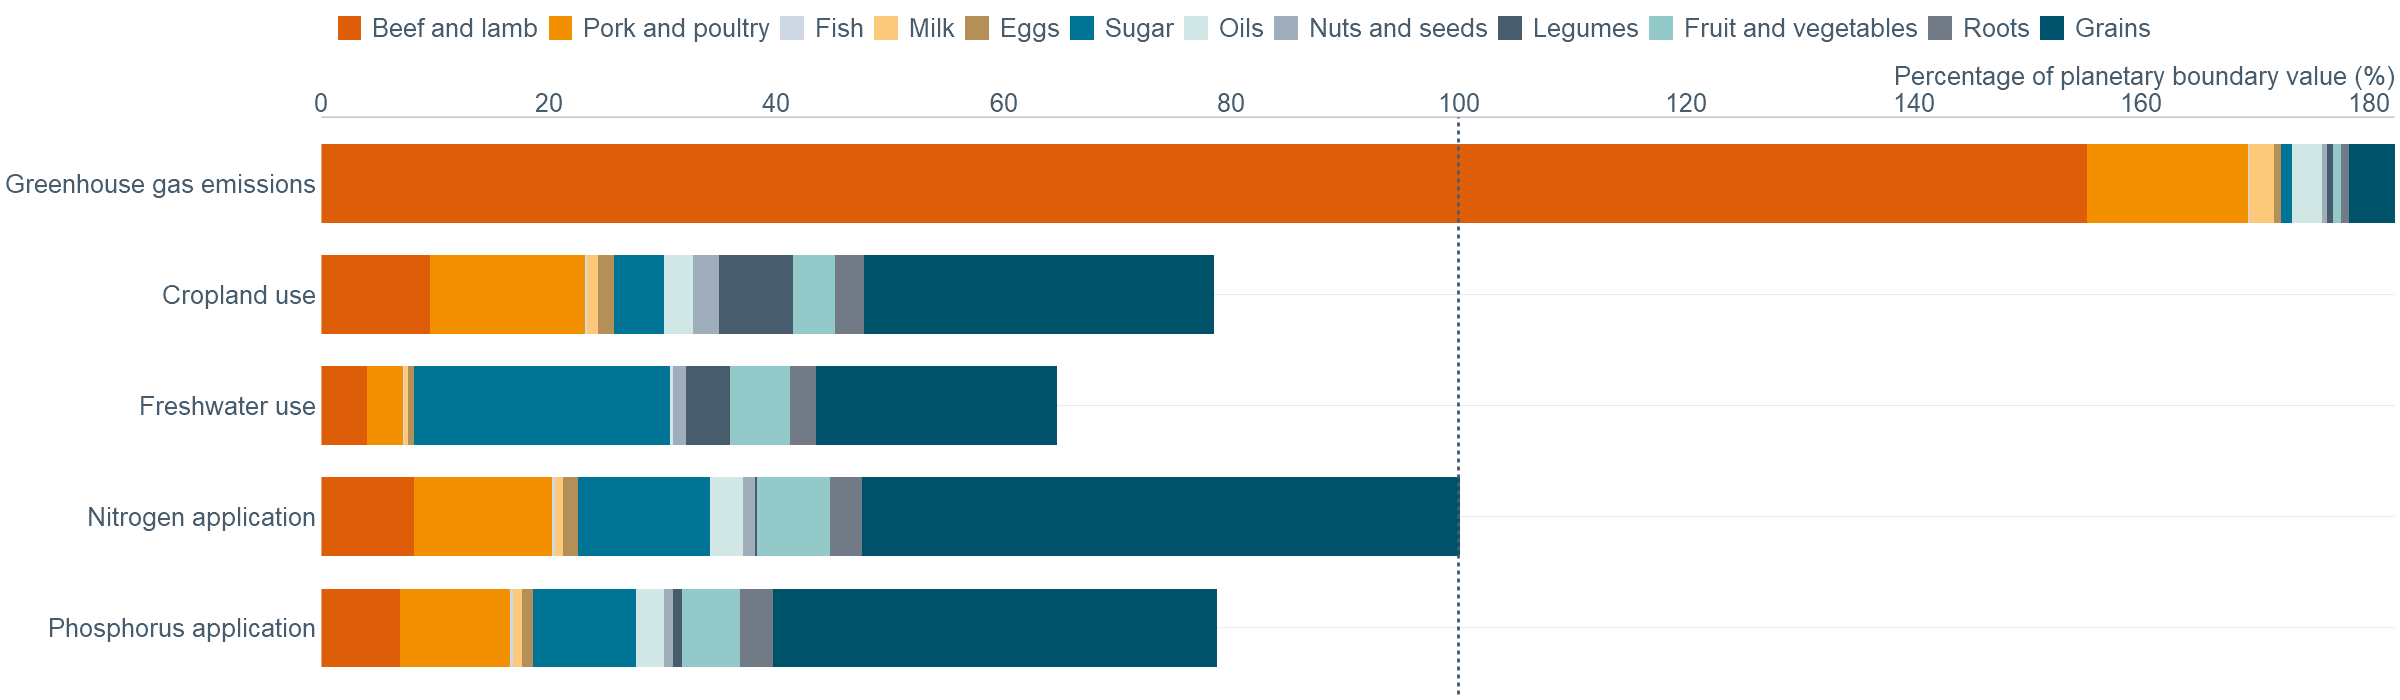 Beef and lamb Pork and poultry Fish Milk Eggs Sugar Oils Nuts and seeds Legumes Fruit and vegetables Roots Grains
Percentage of planetary boundary value (%)
0 20 40 60 80 100 120 140 160 180
Greenhouse gas emissions
Cropland use
Freshwater use
Nitrogen application
Phosphorus application